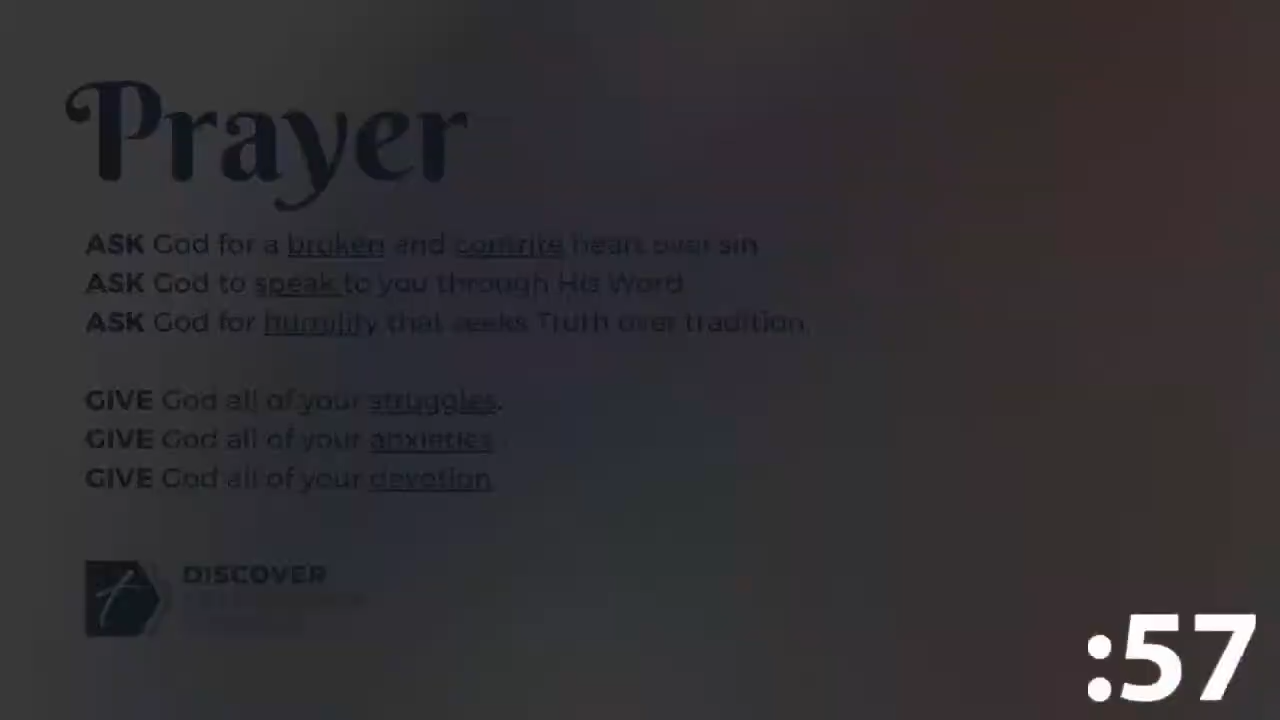 Prayer
ASK God for a broken and contrite heart over sin
ASK God to speak to you through His Word
ASK God for humility that seeks Truth over tradition.
GIVE God all of your struggles.
GIVE God all of your anxieties.
GIVE God all of your devotion
DISCOVER
:57